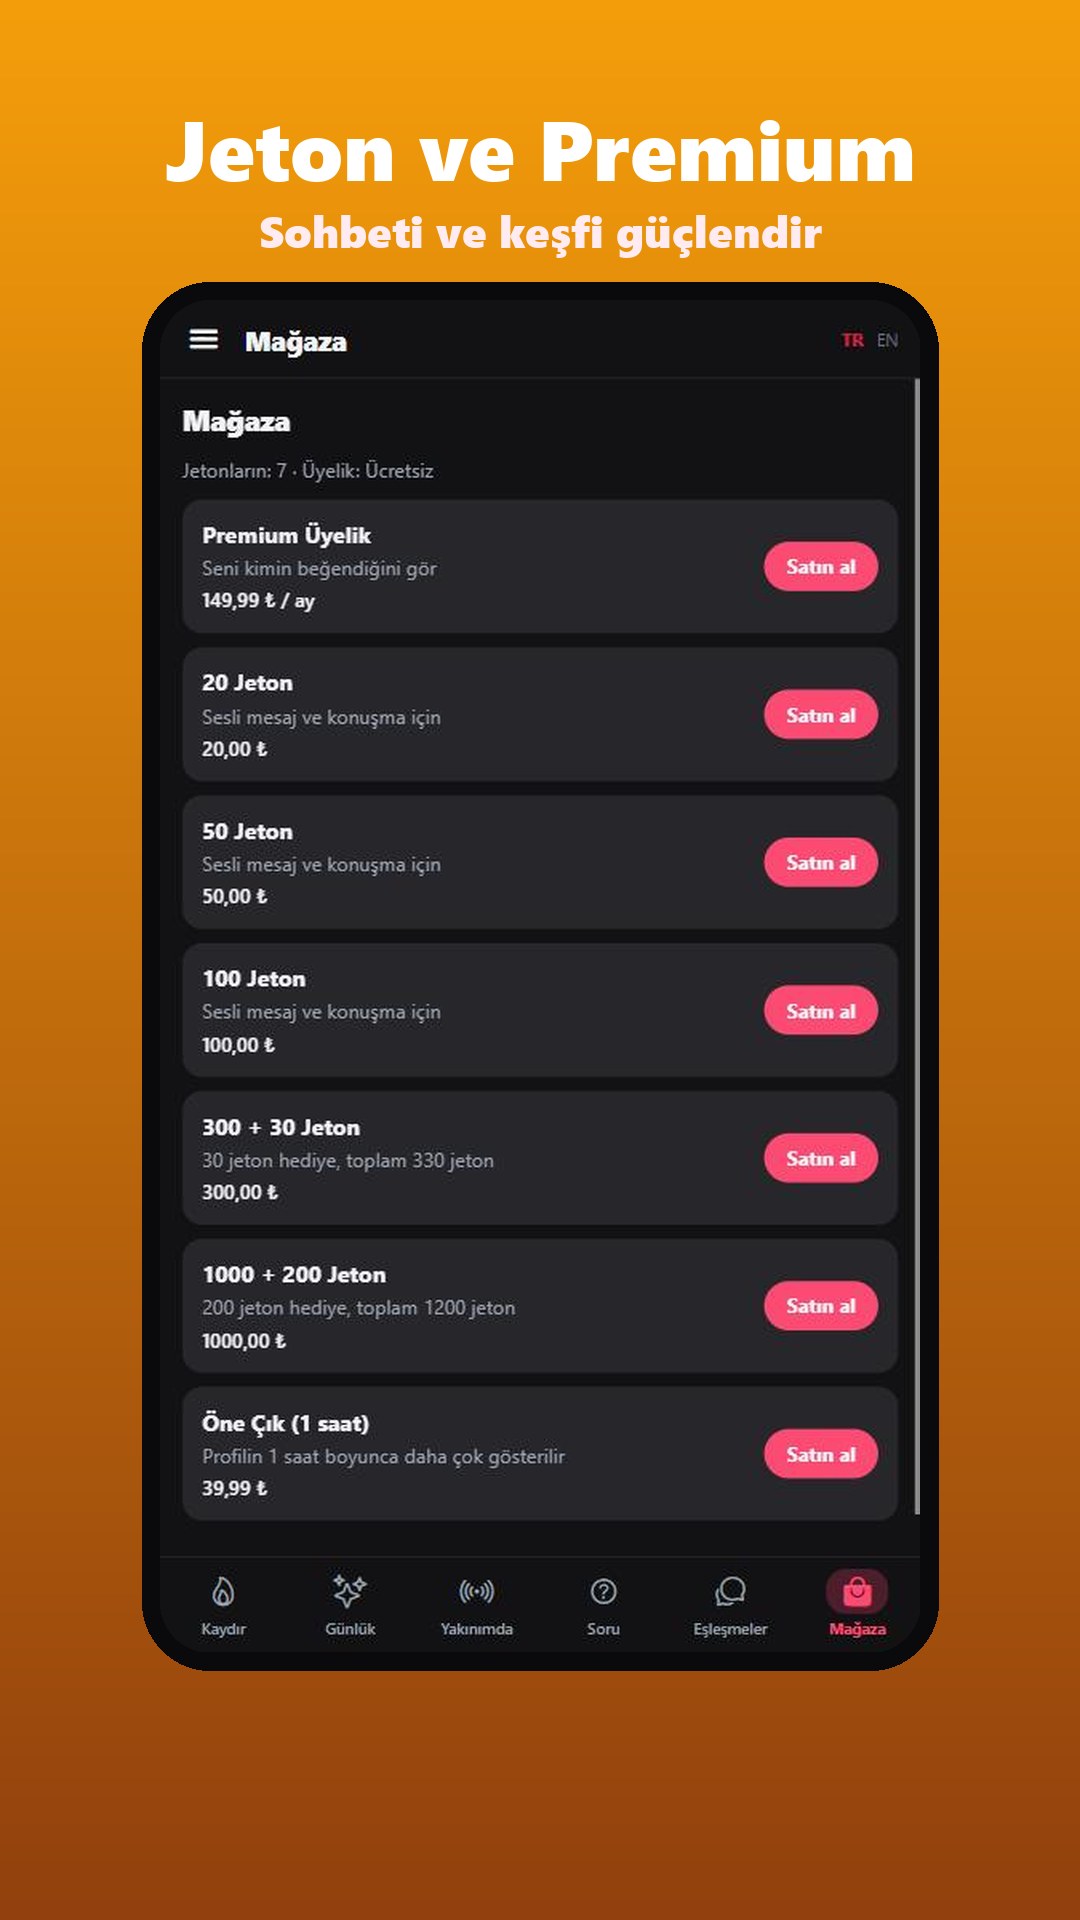 Jeton ve Premium
Sohbeti ve keşfi güçlendir
Mağaza
TR EN
Mağaza
Jetonların: 7 · Üyelik: Ücretsiz
Premium Üyelik
Seni kimin beğendiğini gör
149,99 ₺ / ay
Satın al
20 Jeton
Sesli mesaj ve konuşma için
20,00 ₺
Satın al
50 Jeton
Sesli mesaj ve konuşma için
50,00 ₺
Satın al
100 Jeton
Sesli mesaj ve konuşma için
100,00 ₺
Satın al
300 + 30 Jeton
30 jeton hediye, toplam 330 jeton
300,00 ₺
Satın al
1000 + 200 Jeton
200 jeton hediye, toplam 1200 jeton
1000,00 ₺
Satın al
Öne Çık (1 saat)
Profilin 1 saat boyunca daha çok gösterilir
39,99 ₺
Satın al
Kaydır
Günlük
Yakınımda
Soru
Eşleşmeler
Mağaza